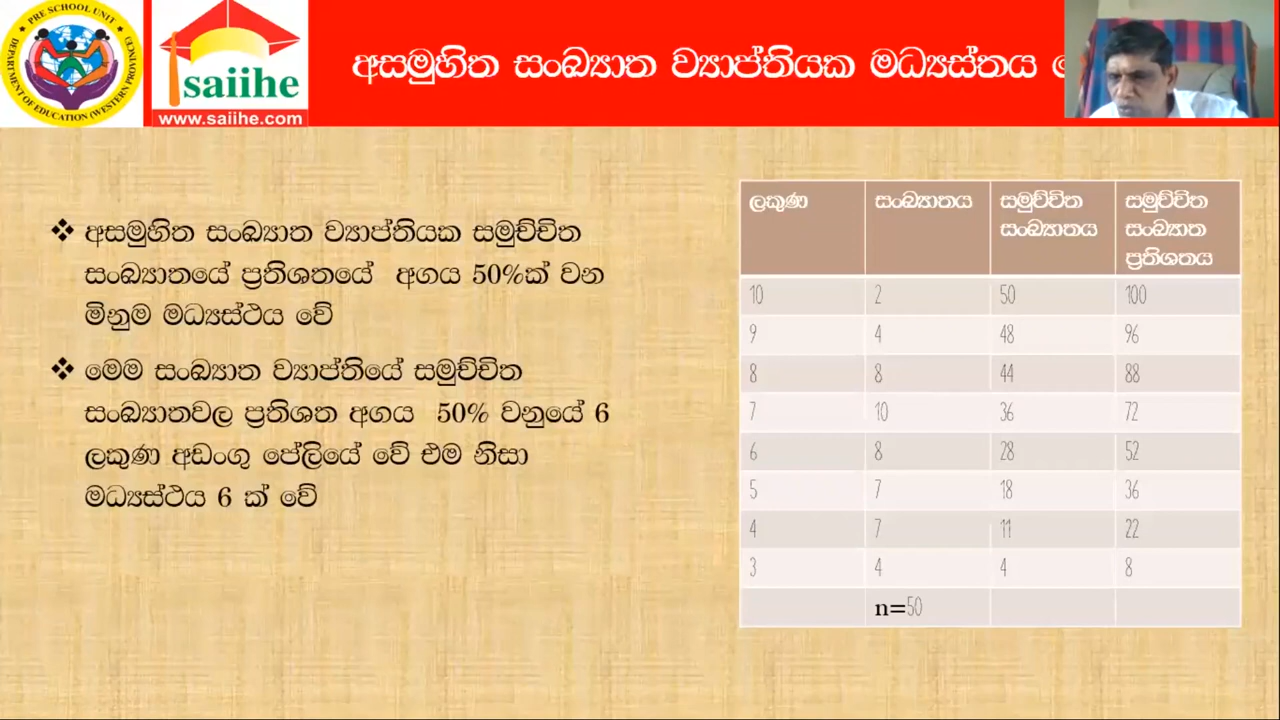 PRE SCHOOL UNIT
DEPARTMENT OF EDUCATION (WESTERN PROVINCE)
saiihe
www.saiihe.com
අසමුහිත සංඛ්‍යාත ව්‍යාප්තියක මධ්‍යස්තය
❖ අසමුහිත සංඛ්‍යාත ව්‍යාප්තියක සමුච්චිත
සංඛ්‍යාතයේ ප්‍රතිශතයේ අගය 50%ක් වන
මිනුම මධ්‍යස්ථය වේ
❖ මෙම සංඛ්‍යාත ව්‍යාප්තියේ සමුච්චිත
සංඛ්‍යාතවල ප්‍රතිශත අගය 50% වනුයේ 6
ලකුණ අඩංගු පේලියේ වේ එම නිසා
මධ්‍යස්ථය 6 ක් වේ
ලකුණ සංඛ්‍යාතය සමුච්චිත සංඛ්‍යාතය සමුච්චිත සංඛ්‍යාත ප්‍රතිශතය
10 2 50 100
9 4 48 96
8 8 44 88
7 10 36 72
6 8 28 52
5 7 18 36
4 7 11 22
3 4 4 8
n=50